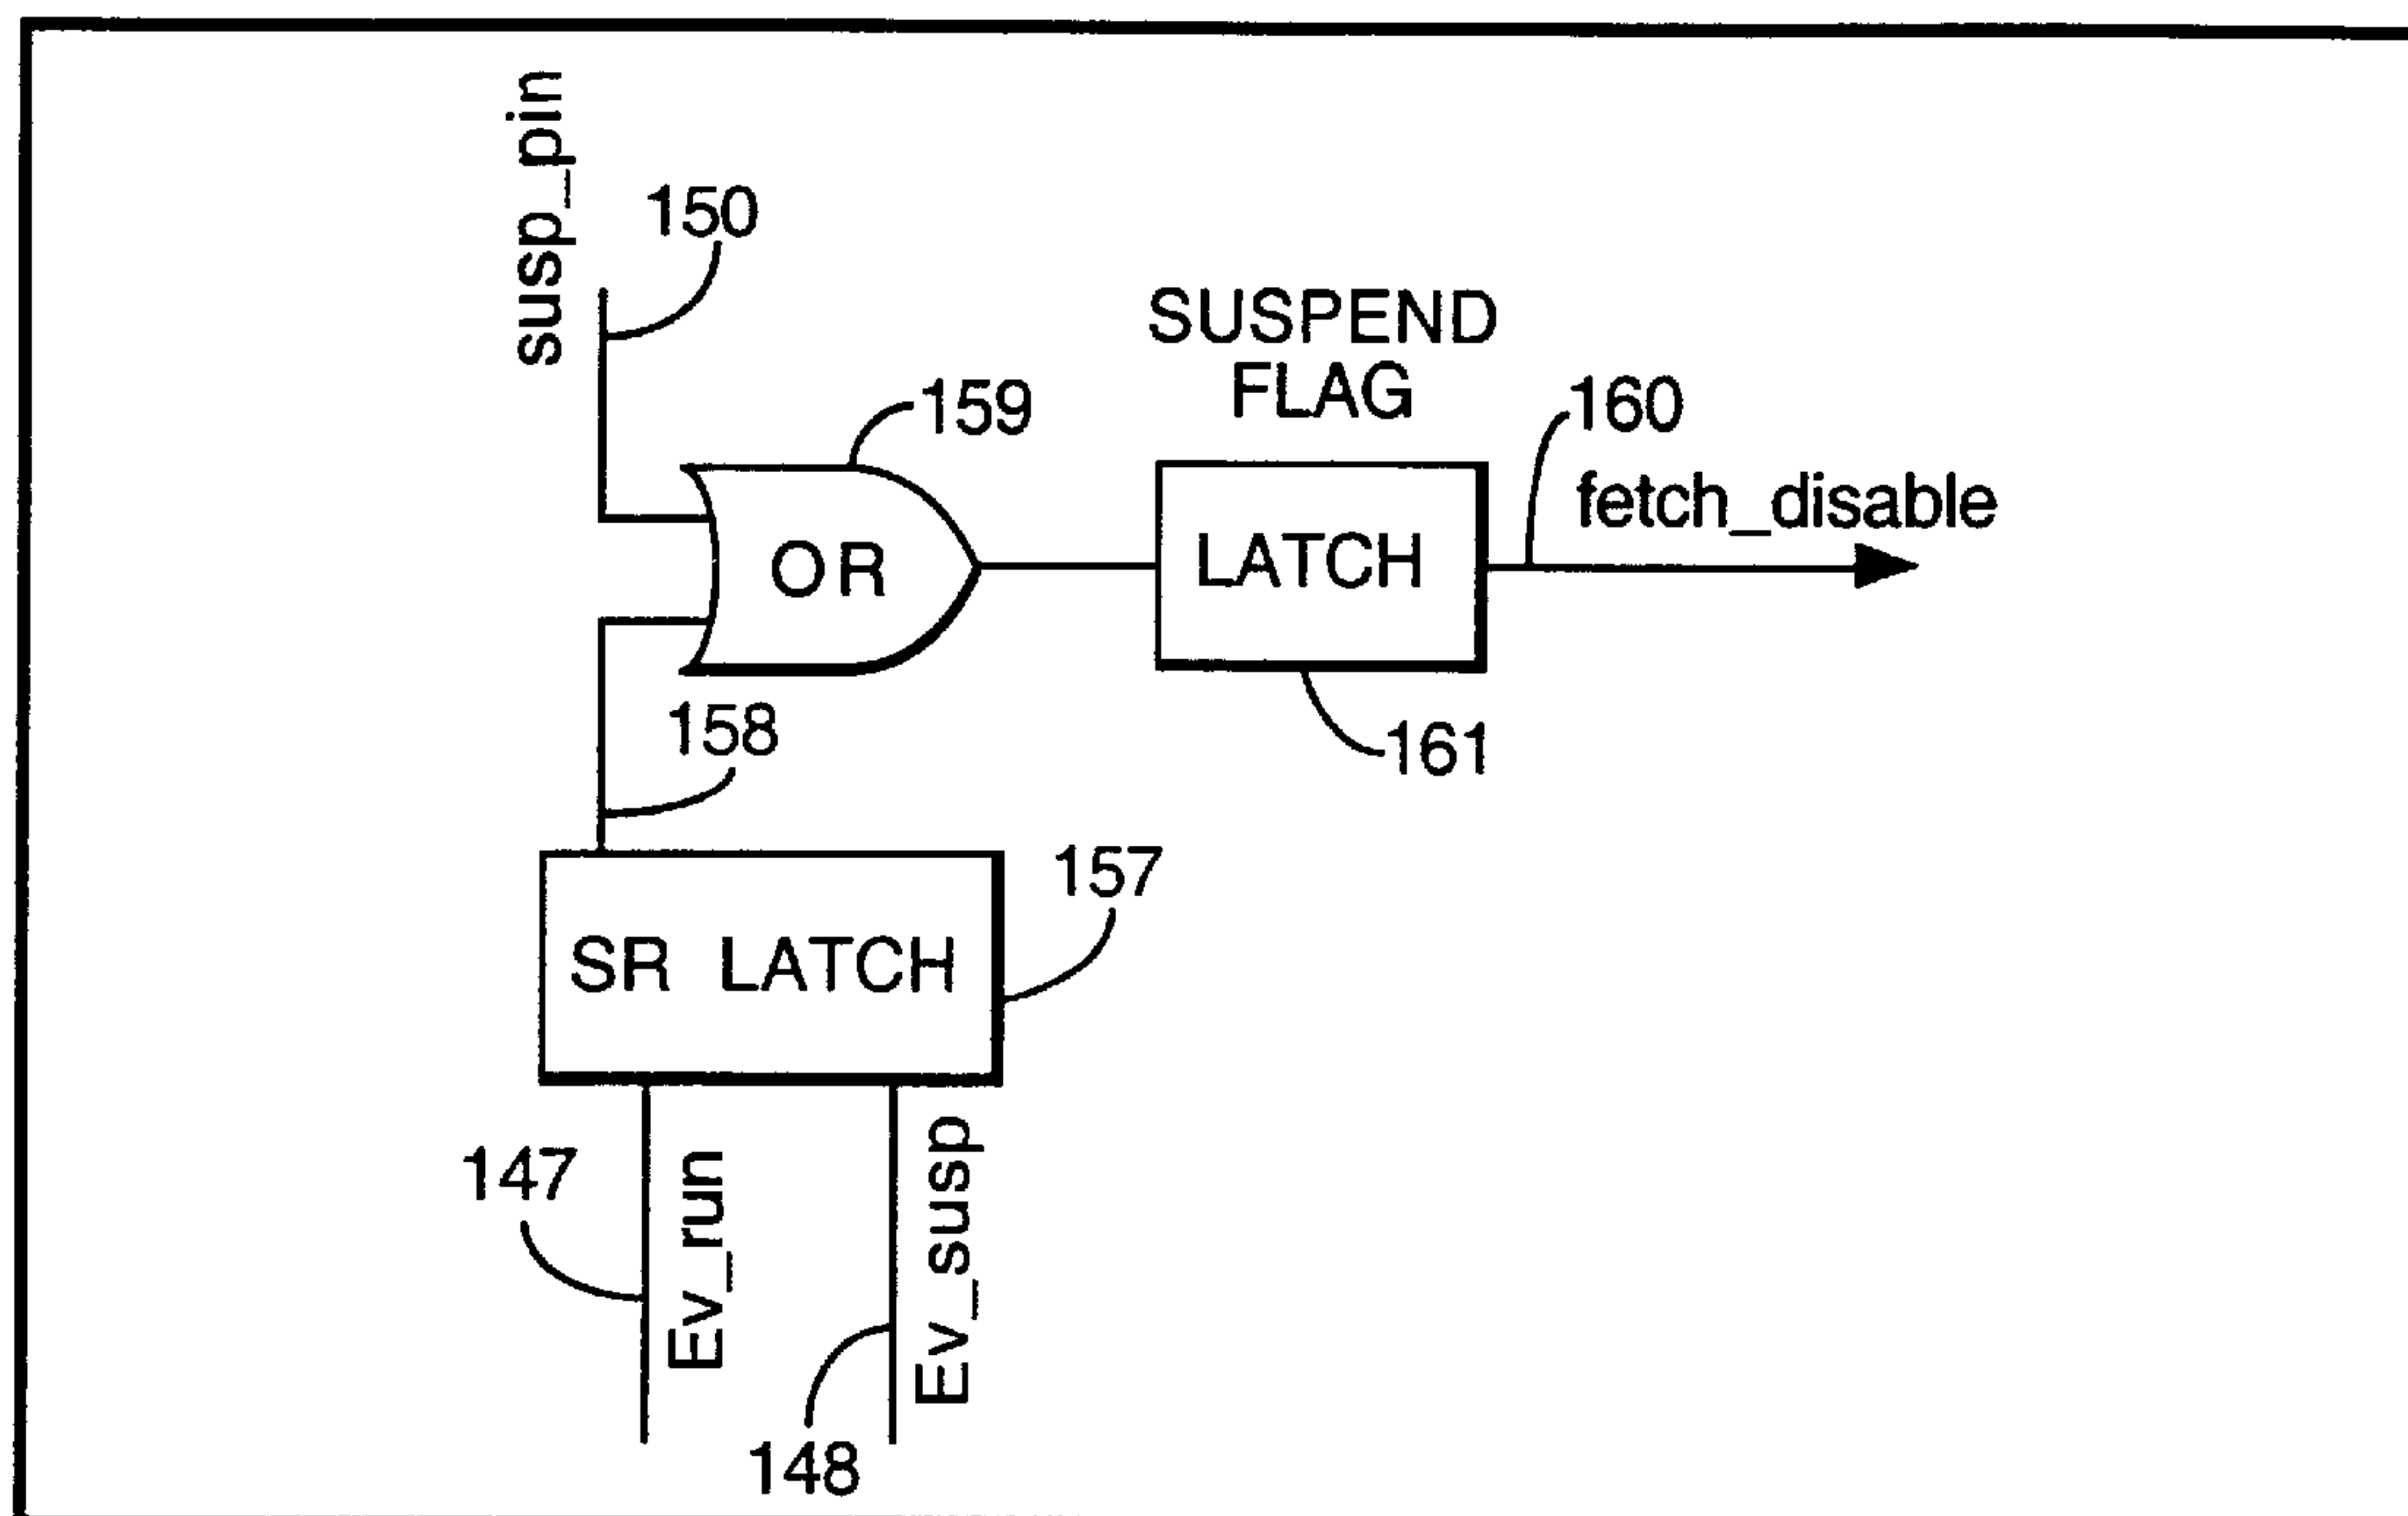 susp_pin
150
SUSPEND
FLAG
159
160
fetch_disable
OR
LATCH
158
161
157
SR LATCH
147
Ev_run
Ev_susp
148